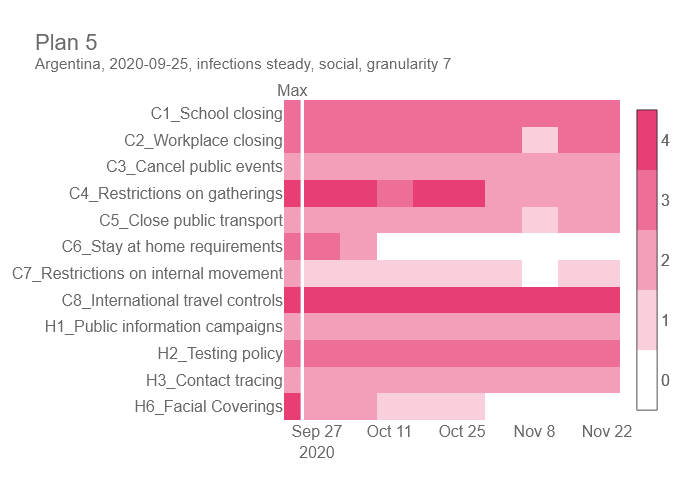 Plan 5
Argentina, 2020-09-25, infections steady, social, granularity 7
Max
C1_School closing
C2_Workplace closing
C3_Cancel public events
C4_Restrictions on gatherings
C5_Close public transport
C6_Stay at home requirements
C7_Restrictions on internal movement
C8_International travel controls
H1_Public information campaigns
H2_Testing policy
H3_Contact tracing
H6_Facial Coverings
Sep 27 Oct 11 Oct 25 Nov 8 Nov 22
2020
4
3
2
1
0